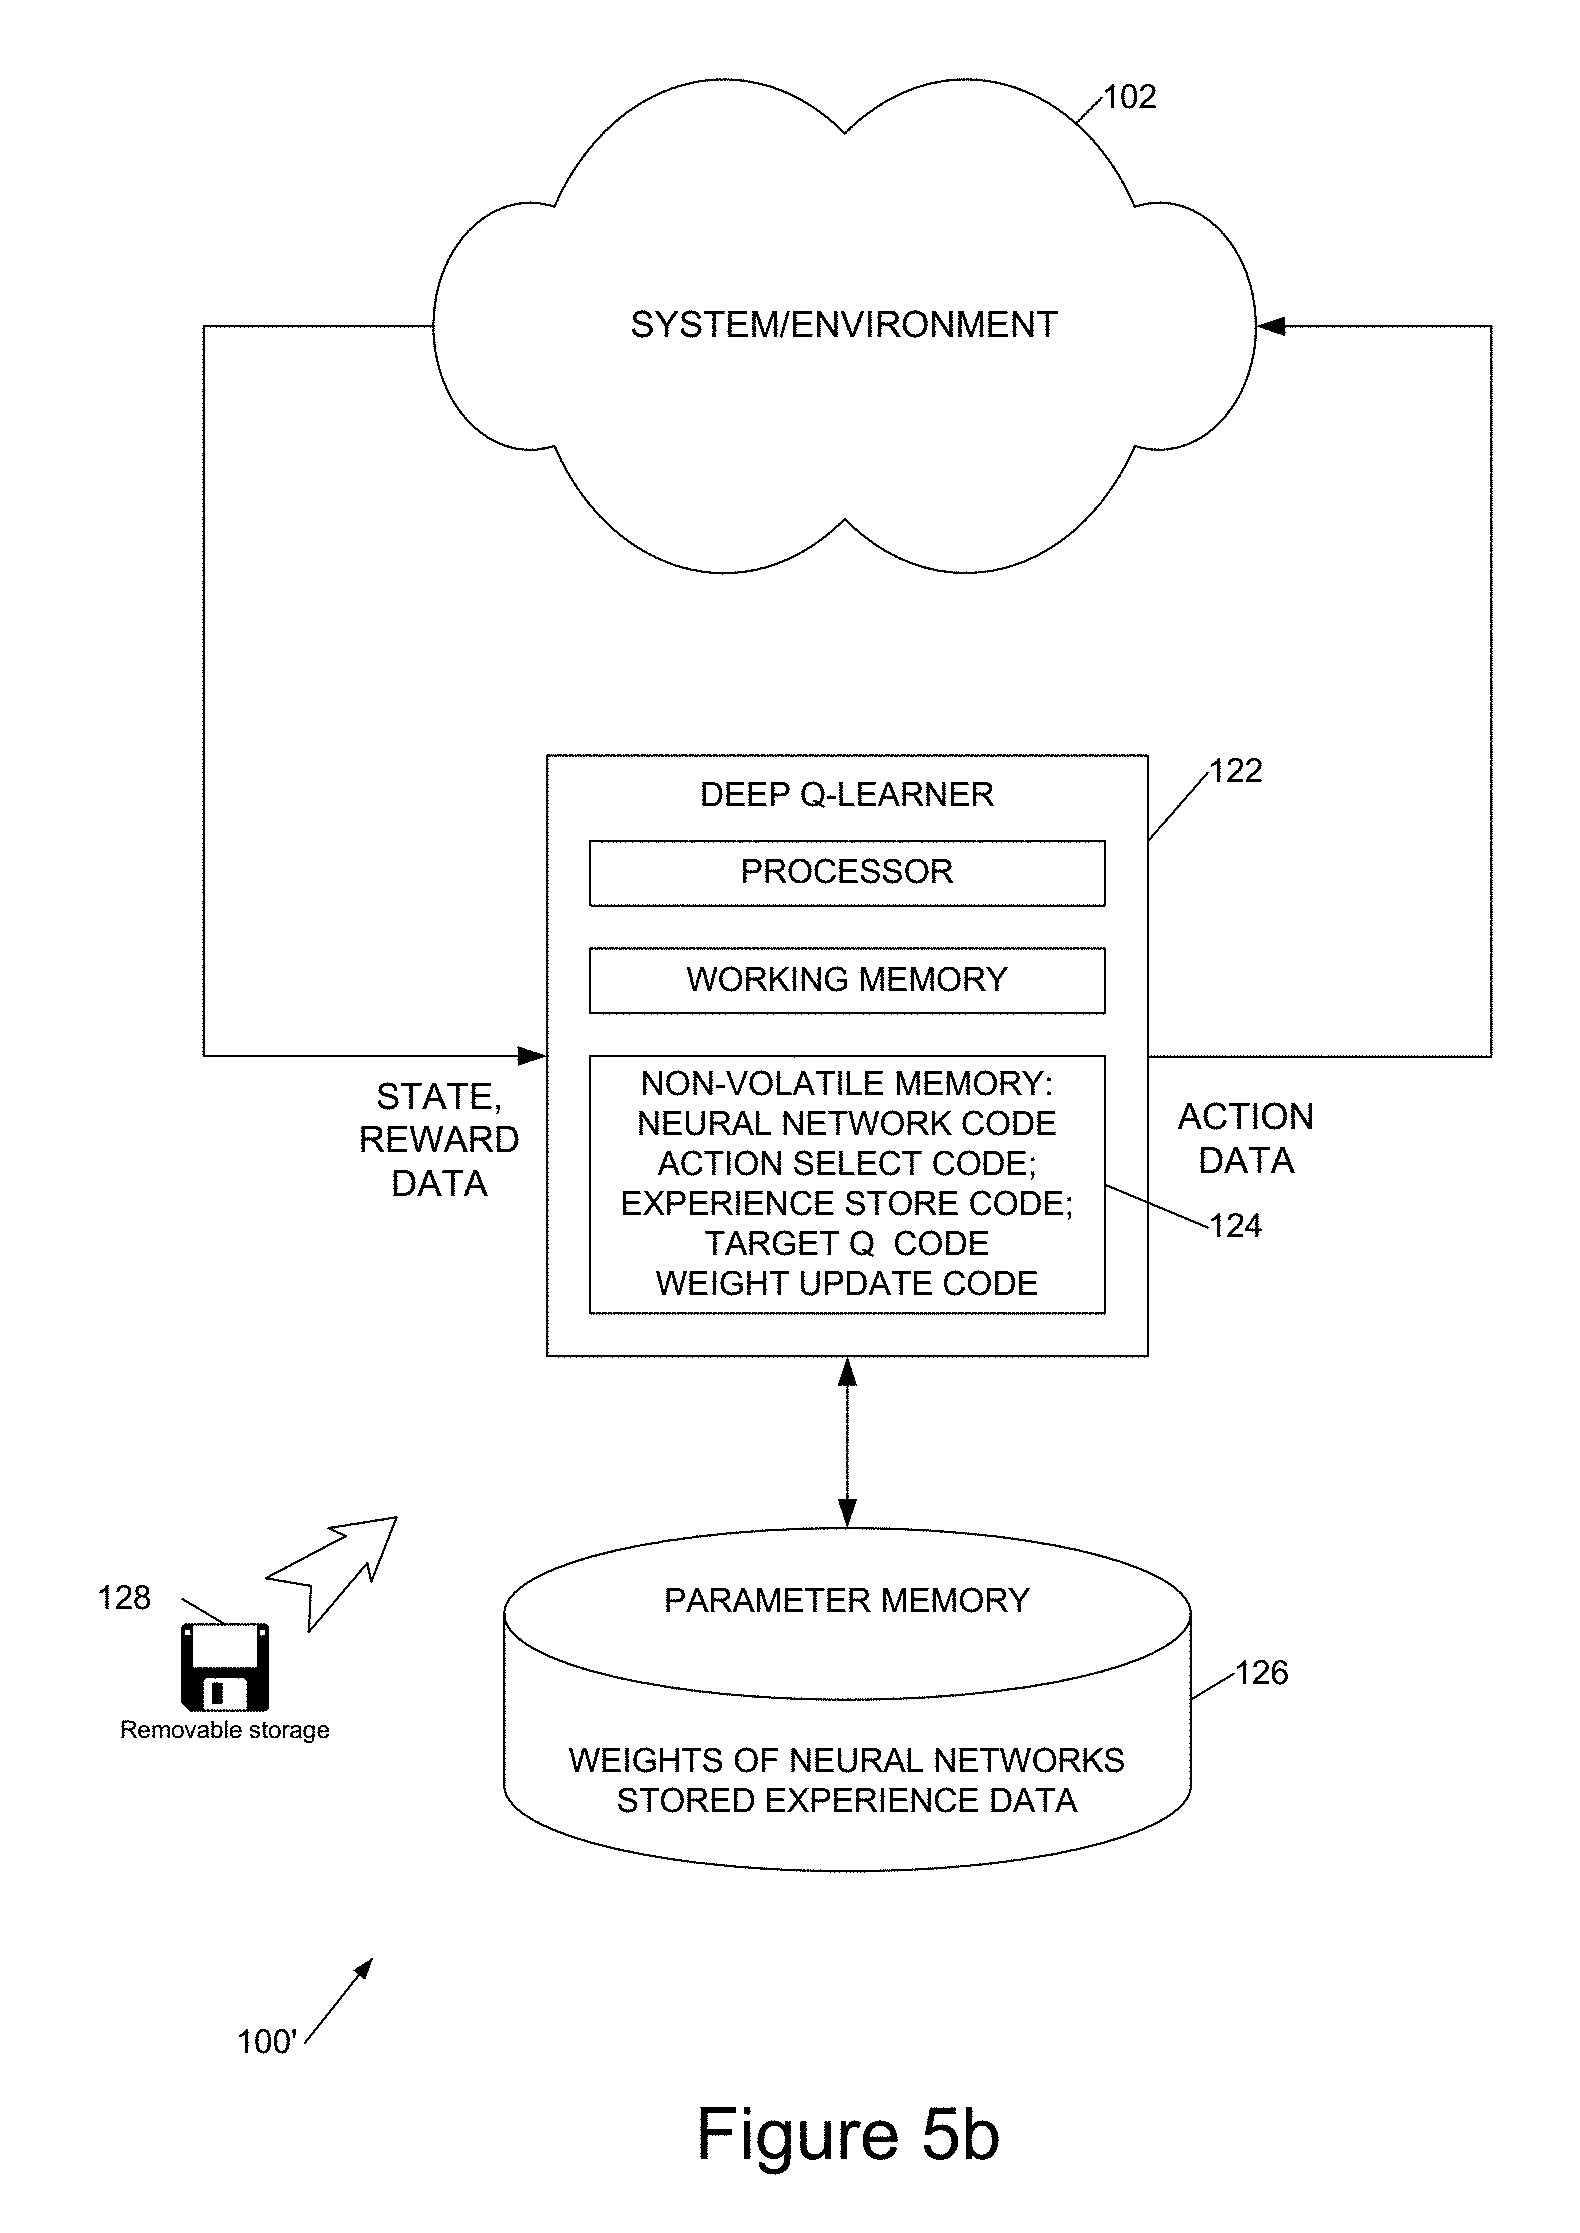 102
SYSTEM/ENVIRONMENT
122
DEEP Q-LEARNER
PROCESSOR
WORKING MEMORY
STATE,
REWARD
DATA
NON-VOLATILE MEMORY:
NEURAL NETWORK CODE
ACTION SELECT CODE;
EXPERIENCE STORE CODE;
TARGET Q CODE
WEIGHT UPDATE CODE
ACTION
DATA
124
128
Removable storage
PARAMETER MEMORY
126
WEIGHTS OF NEURAL NETWORKS
STORED EXPERIENCE DATA
100'
Figure 5b